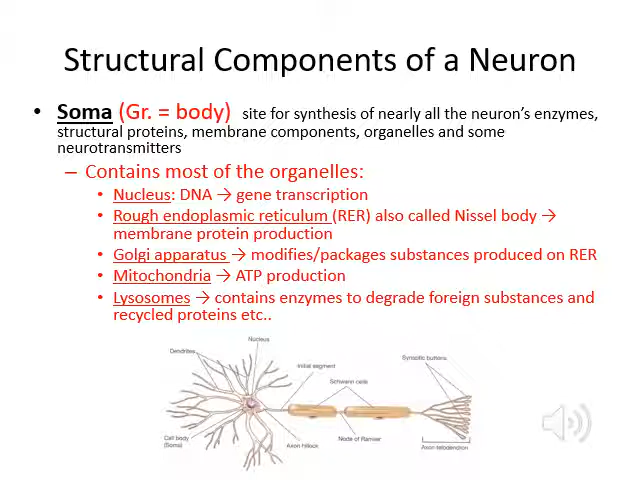 Structural Components of a Neuron
• Soma (Gr. = body) site for synthesis of nearly all the neuron's enzymes,
structural proteins, membrane components, organelles and some
neurotransmitters
– Contains most of the organelles:
• Nucleus: DNA → gene transcription
• Rough endoplasmic reticulum (RER) also called Nissel body →
membrane protein production
• Golgi apparatus → modifies/packages substances produced on RER
• Mitochondria → ATP production
• Lysosomes → contains enzymes to degrade foreign substances and
recycled proteins etc..
Nucleus
Dendrites
Initial segment
Schwann cells
Synaptic buttons
Cell body
(Soma)
Axon hillock
Node of Ranvier
Axon telodendron